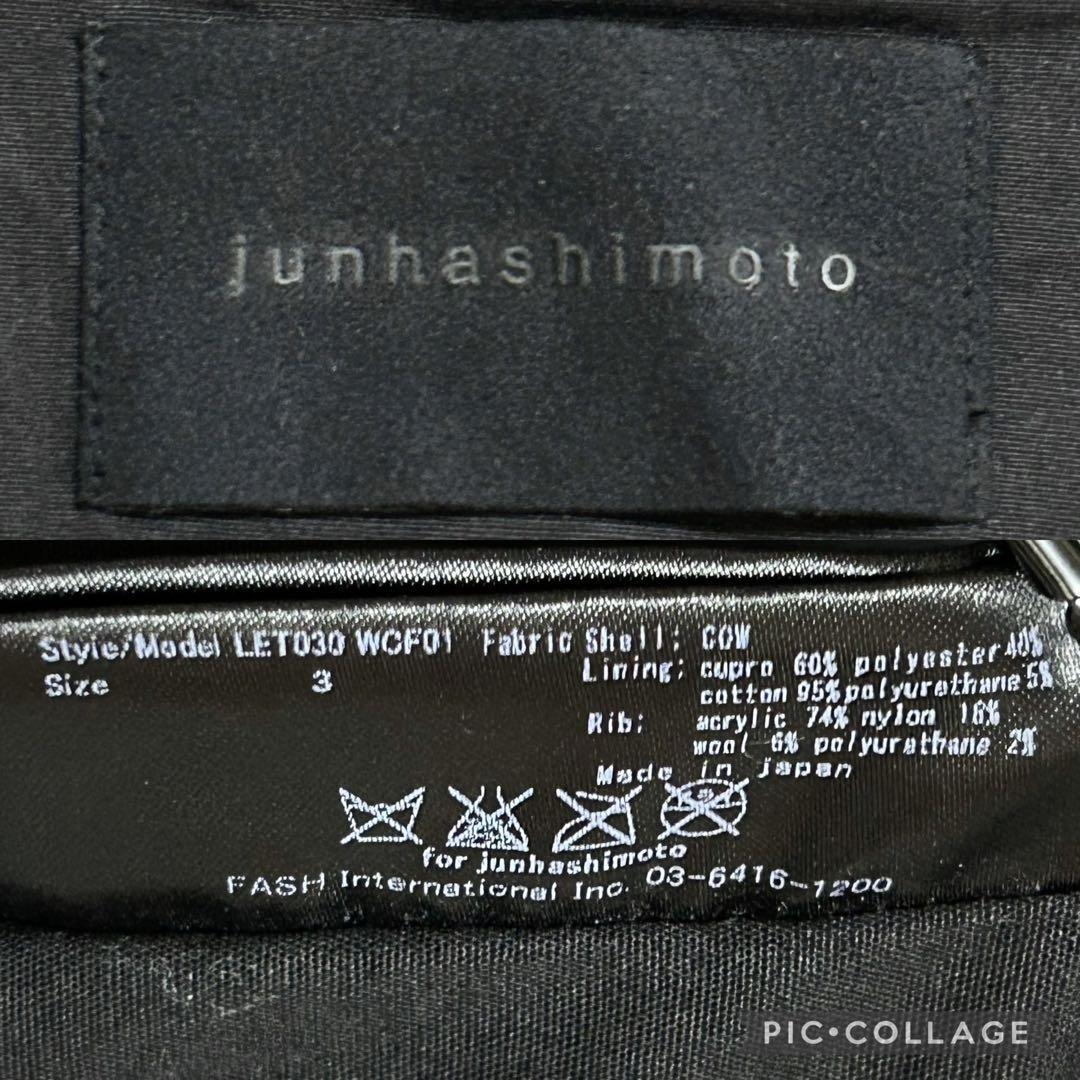 junhashimoto
Style/Model LET030 WCF01 Fabric Shell: COW
Size 3 Lining: cupro 60% polyester 40%
cotton 95% polyurethane 5%
Rib: acrylic 74% nylon 18%
wool 6% polyurethane 2%
Made in japan
for junhashimoto
FASH International Inc. 03-6416-1200
PIC•COLLAGE